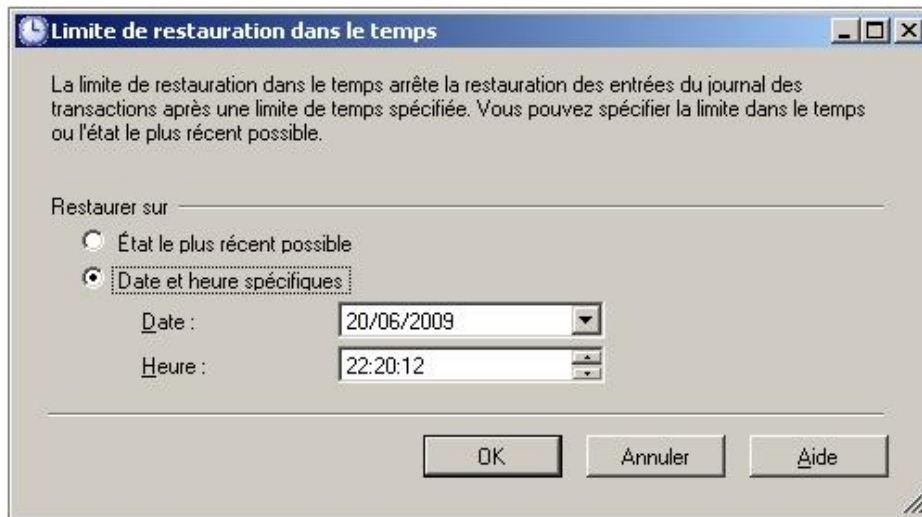 Limite de restauration dans le temps
La limite de restauration dans le temps arrête la restauration des entrées du journal des
transactions après une limite de temps spécifiée. Vous pouvez spécifier la limite dans le temps
ou l'état le plus récent possible.
Restaurer sur
État le plus récent possible
Date et heure spécifiques
Date :
20/06/2009
Heure :
22:20:12
OK
Annuler
Aide